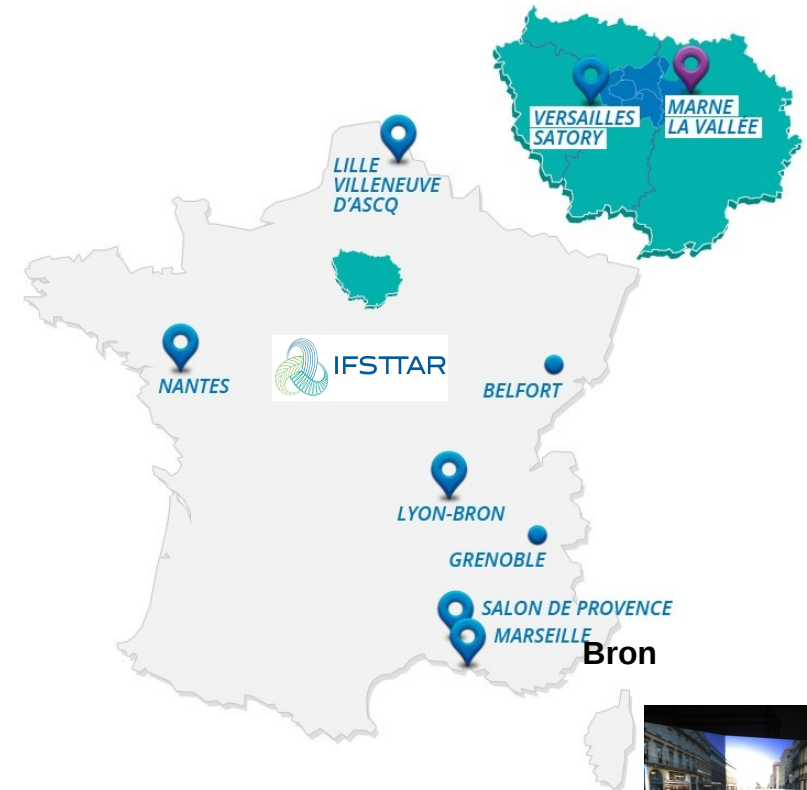 VERSAILLES
SATORY
MARNE
LA VALLÉE
LILLE
VILLENEUVE
D'ASCQ
IFSTTAR
NANTES
BELFORT
LYON-BRON
GRENOBLE
SALON DE PROVENCE
MARSEILLE
Bron